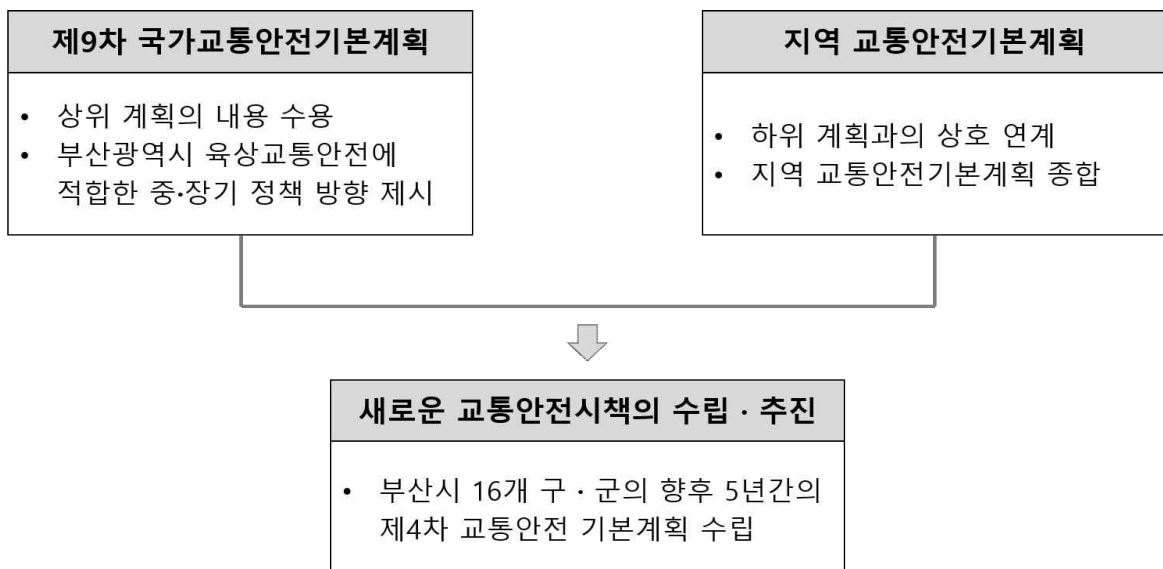 제9차 국가교통안전기본계획
• 상위 계획의 내용 수용
• 부산광역시 육상교통안전에
적합한 중·장기 정책 방향 제시
지역 교통안전기본계획
• 하위 계획과의 상호 연계
• 지역 교통안전기본계획 종합
새로운 교통안전시책의 수립 · 추진
• 부산시 16개 구 · 군의 향후 5년간의
제4차 교통안전 기본계획 수립